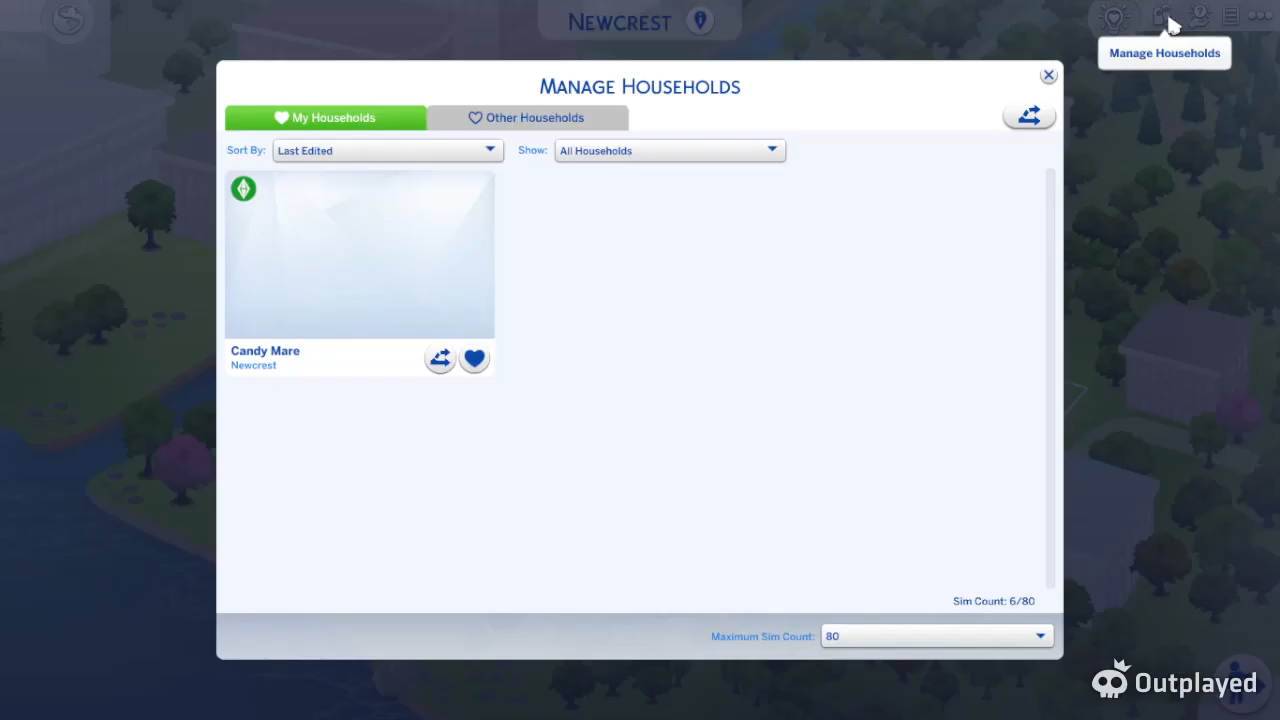 Newcrest
Manage Households
Manage Households
My Households
Other Households
Sort By: Last Edited
Show: All Households
Candy Mare
Newcrest
Sim Count: 6/80
Maximum Sim Count: 80
Outplayed